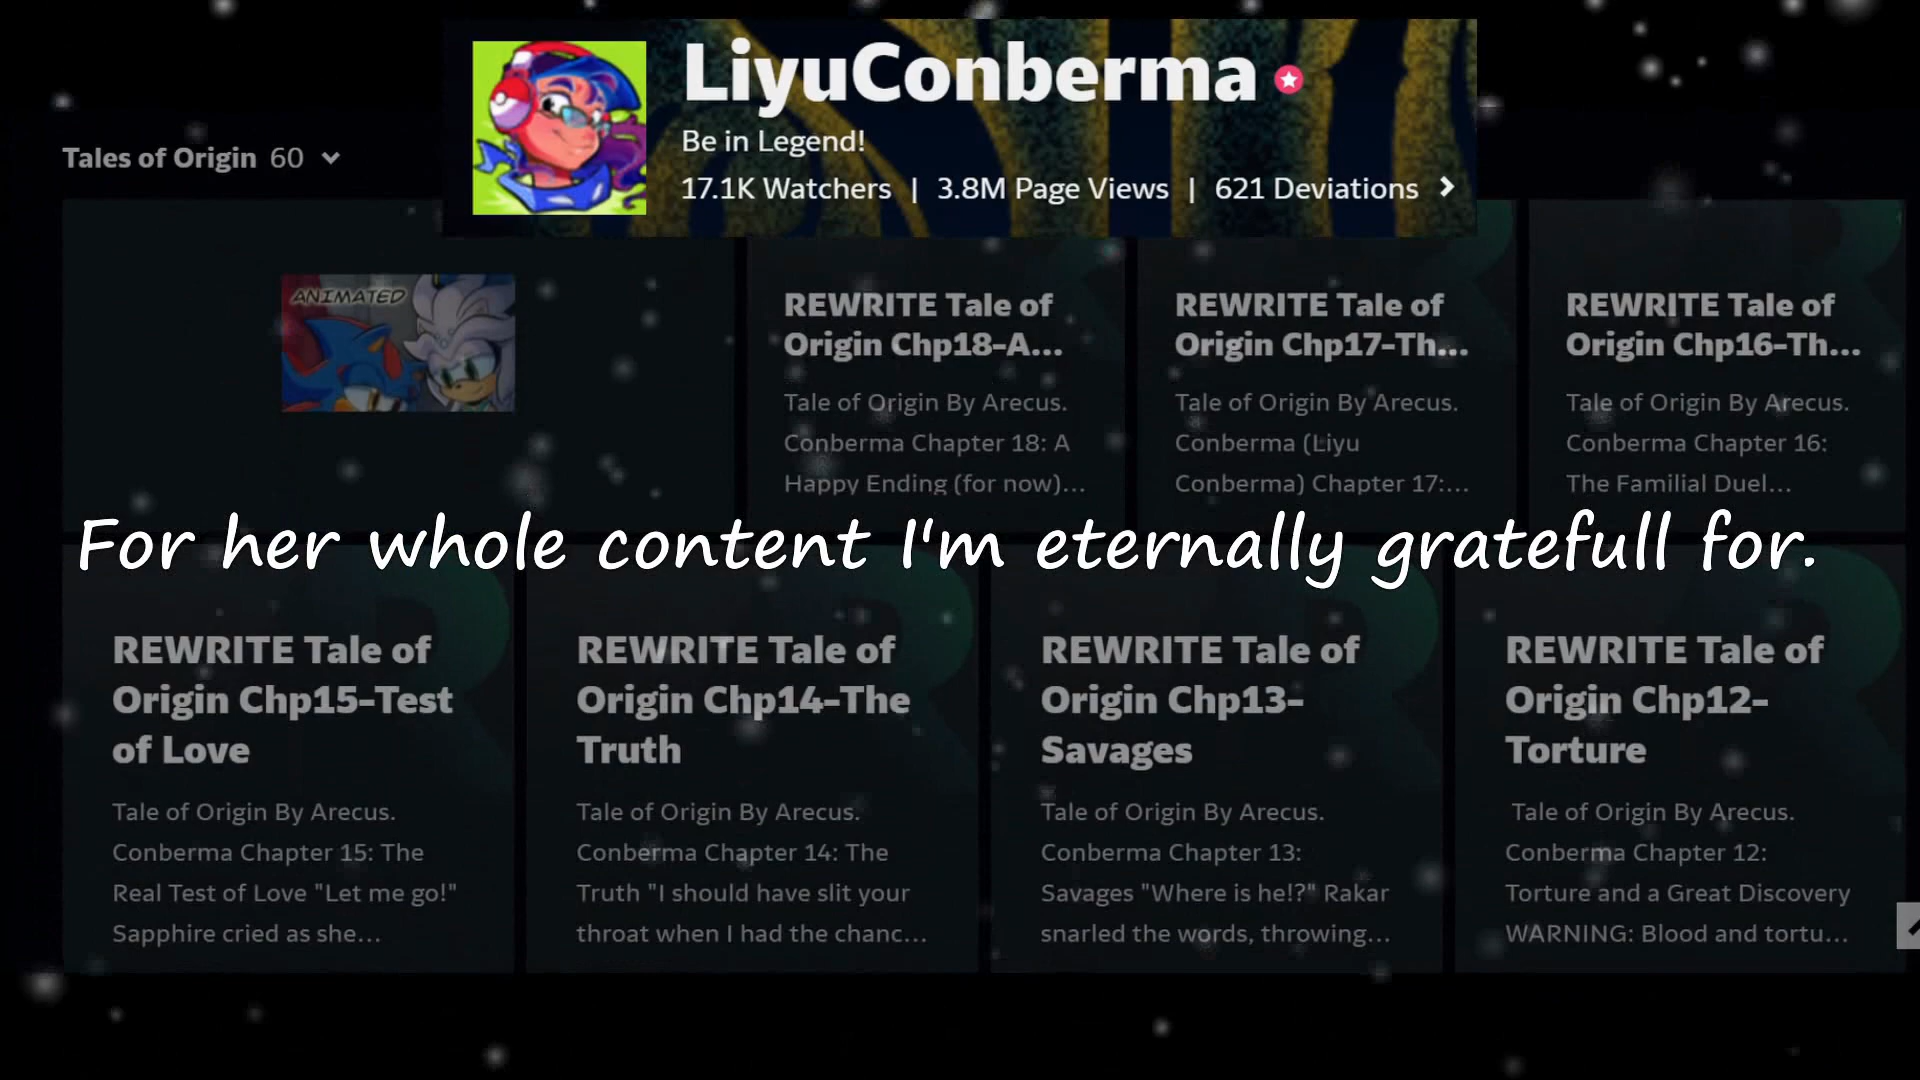 LiyuConberma
Be in Legend!
17.1K Watchers | 3.8M Page Views | 621 Deviations
Tales of Origin 60
ANIMATED
REWRITE Tale of
Origin Chp18-A...
Tale of Origin By Arecus.
Conberma Chapter 18: A
Happy Ending (for now)...
REWRITE Tale of
Origin Chp17-Th...
Tale of Origin By Arecus.
Conberma (Liyu
Conberma) Chapter 17:...
REWRITE Tale of
Origin Chp16-Th...
Tale of Origin By Arecus.
Conberma Chapter 16:
The Familial Duel...
For her whole content I'm eternally gratefull for.
REWRITE Tale of
Origin Chp15-Test
of Love
Tale of Origin By Arecus.
Conberma Chapter 15: The
Real Test of Love "Let me go!"
Sapphire cried as she...
REWRITE Tale of
Origin Chp14-The
Truth
Tale of Origin By Arecus.
Conberma Chapter 14: The
Truth "I should have slit your
throat when I had the chanc...
REWRITE Tale of
Origin Chp13-
Savages
Tale of Origin By Arecus.
Conberma Chapter 13:
Savages "Where is he!?" Rakar
snarled the words, throwing...
REWRITE Tale of
Origin Chp12-
Torture
Tale of Origin By Arecus.
Conberma Chapter 12:
Torture and a Great Discovery
WARNING: Blood and tortu...